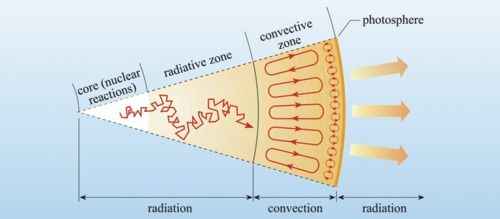 photosphere
convective
zone
radiative zone
core (nuclear
reactions)
radiation
convection
radiation